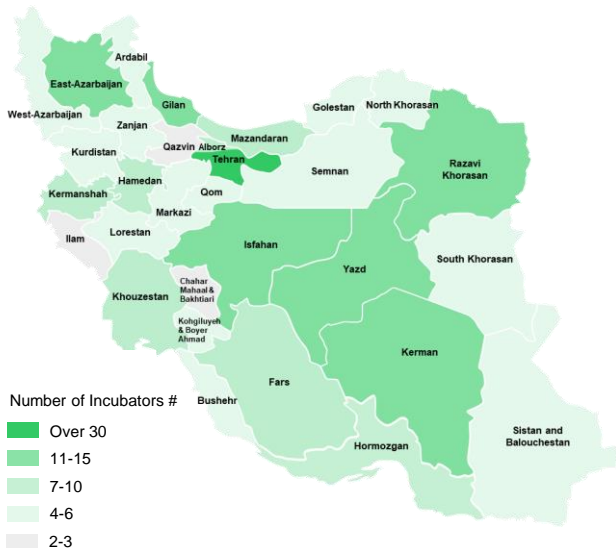 Ardabil
East-Azarbaijan
Gilan
West-Azarbaijan
Zanjan
Golestan
North Khorasan
Mazandaran
Qazvin
Alborz
Tehran
Kurdistan
Semnan
Razavi
Khorasan
Hamedan
Kermanshah
Qom
Markazi
Ilam
Lorestan
Isfahan
South Khorasan
Yazd
Chahar
Mahaal &
Bakhtiari
Khouzestan
Kohgiluyeh
& Boyer
Ahmad
Kerman
Fars
Bushehr
Hormozgan
Sistan and
Balouchestan
Number of Incubators #
Over 30
11-15
7-10
4-6
2-3